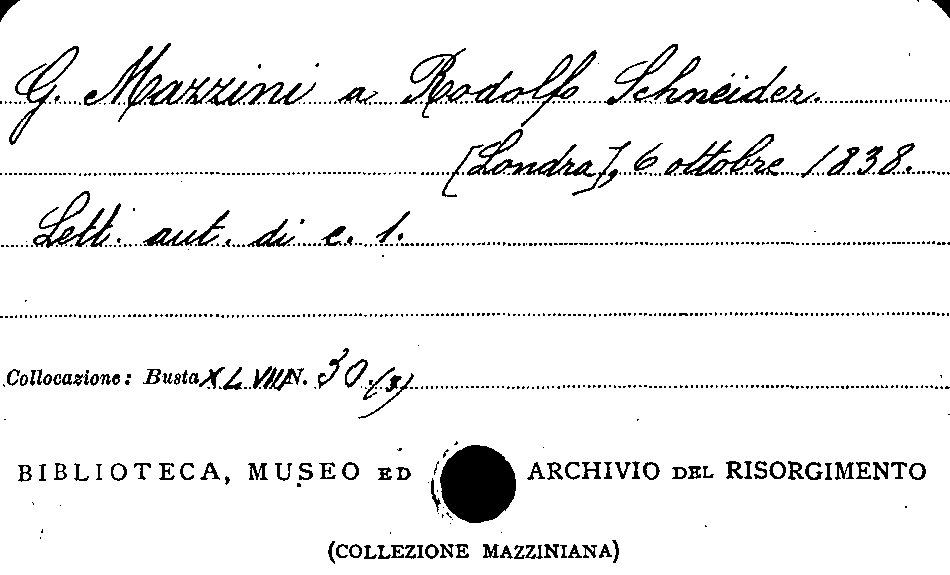 G. Mazzini a Rodolfo Schneider.
[Londra], 6 ottobre 1838.
Lett. aut. di c. 1.
Collocazione: Busta XLVIII N. 30 (3)
BIBLIOTECA, MUSEO ED ARCHIVIO DEL RISORGIMENTO
(COLLEZIONE MAZZINIANA)